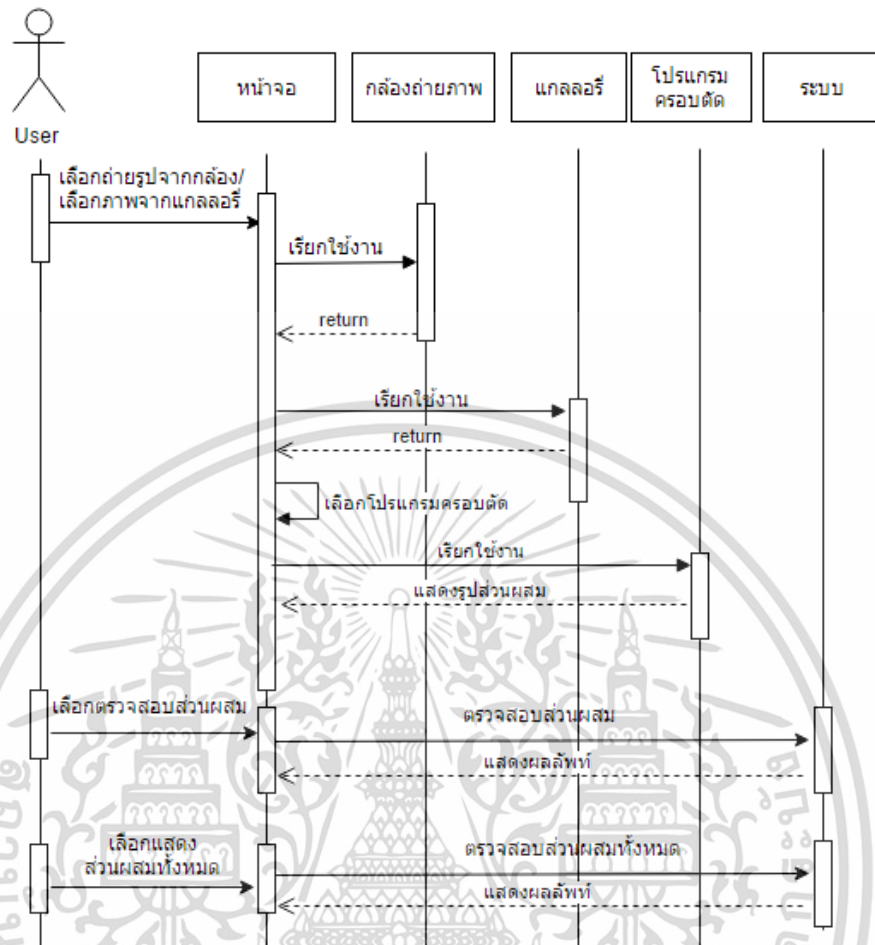 User
หน้าจอ
กล้องถ่ายภาพ
แกลลอรี่
โปรแกรม
ครอบตัด
ระบบ
เลือกถ่ายรูปจากกล้อง/
เลือกภาพจากแกลลอรี่
เรียกใช้งาน
return
เรียกใช้งาน
return
เลือกโปรแกรมครอบตัด
เรียกใช้งาน
แสดงรูปส่วนผสม
เลือกตรวจสอบส่วนผสม
ตรวจสอบส่วนผสม
แสดงผลลัพท์
เลือกแสดง
ส่วนผสมทั้งหมด
ตรวจสอบส่วนผสมทั้งหมด
แสดงผลลัพท์